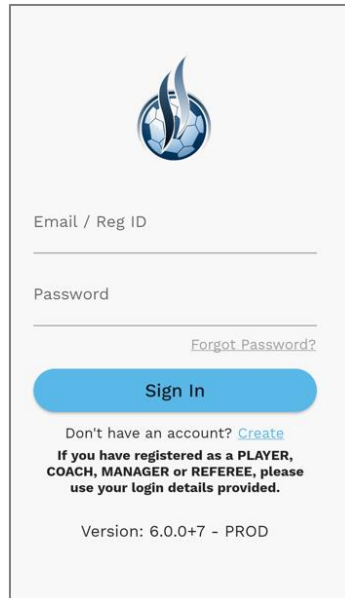 Email / Reg ID
Password
Forgot Password?
Sign In
Don't have an account? Create
If you have registered as a PLAYER,
COACH, MANAGER or REFEREE, please
use your login details provided.
Version: 6.0.0+7 - PROD